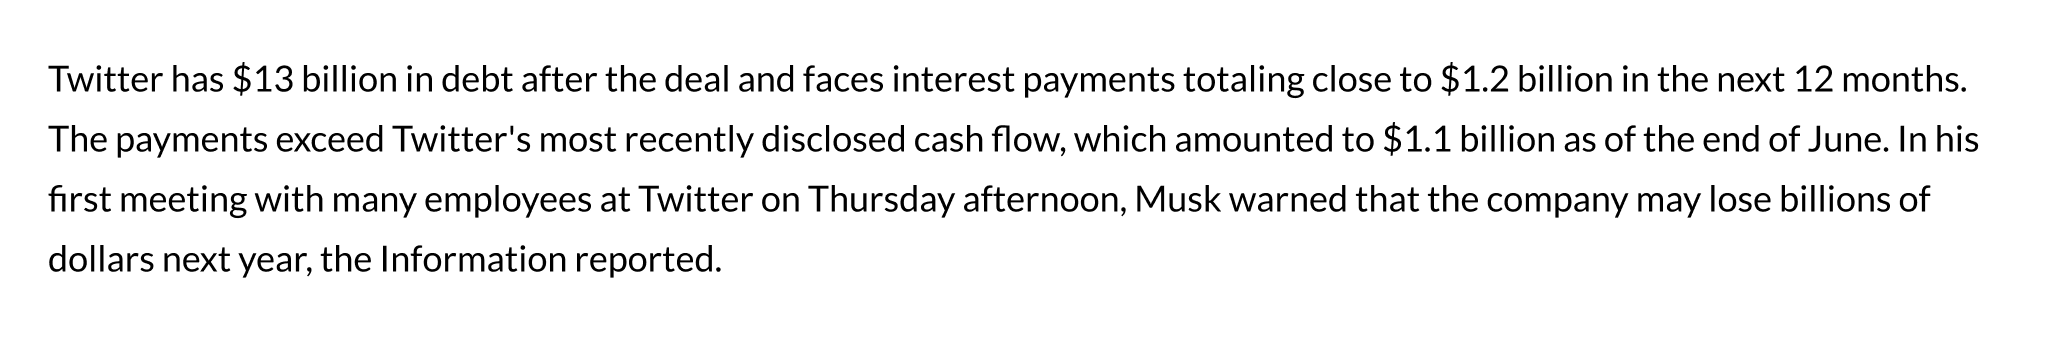 Twitter has $13 billion in debt after the deal and faces interest payments totaling close to $1.2 billion in the next 12 months.
The payments exceed Twitter's most recently disclosed cash flow, which amounted to $1.1 billion as of the end of June. In his
first meeting with many employees at Twitter on Thursday afternoon, Musk warned that the company may lose billions of
dollars next year, the Information reported.